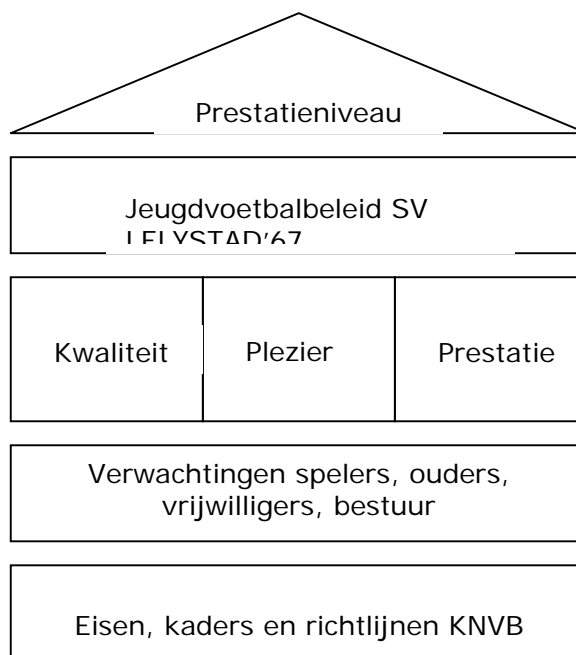 Prestatieniveau
Jeugdvoetbalbeleid SV
LELYSTAD'67
Kwaliteit
Plezier
Prestatie
Verwachtingen spelers, ouders,
vrijwilligers, bestuur
Eisen, kaders en richtlijnen KNVB